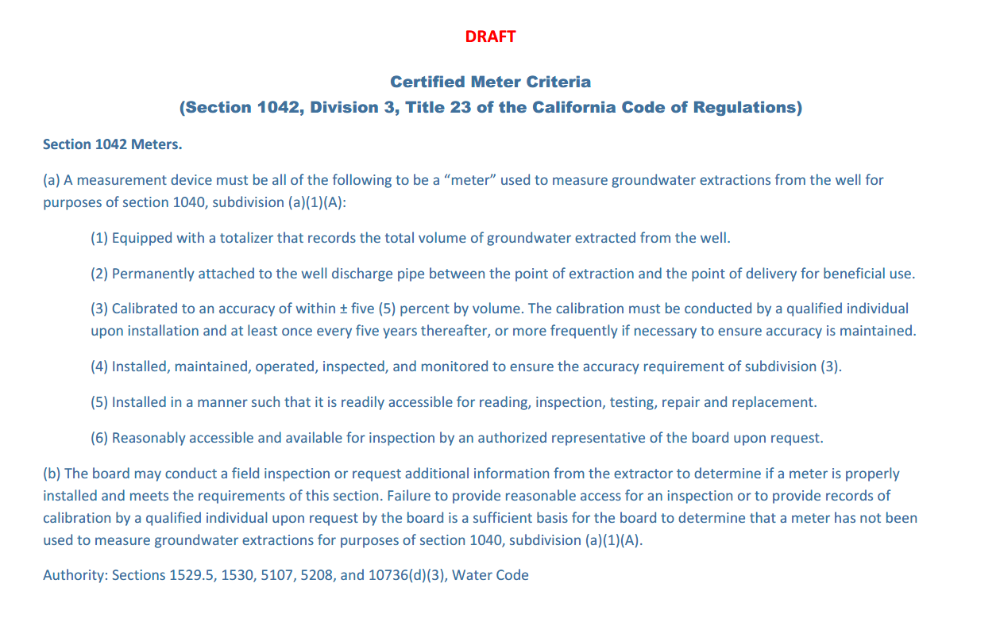 DRAFT
Certified Meter Criteria
(Section 1042, Division 3, Title 23 of the California Code of Regulations)
Section 1042 Meters.
(a) A measurement device must be all of the following to be a “meter” used to measure groundwater extractions from the well for
purposes of section 1040, subdivision (a)(1)(A):
(1) Equipped with a totalizer that records the total volume of groundwater extracted from the well.
(2) Permanently attached to the well discharge pipe between the point of extraction and the point of delivery for beneficial use.
(3) Calibrated to an accuracy of within ± five (5) percent by volume. The calibration must be conducted by a qualified individual
upon installation and at least once every five years thereafter, or more frequently if necessary to ensure accuracy is maintained.
(4) Installed, maintained, operated, inspected, and monitored to ensure the accuracy requirement of subdivision (3).
(5) Installed in a manner such that it is readily accessible for reading, inspection, testing, repair and replacement.
(6) Reasonably accessible and available for inspection by an authorized representative of the board upon request.
(b) The board may conduct a field inspection or request additional information from the extractor to determine if a meter is properly
installed and meets the requirements of this section. Failure to provide reasonable access for an inspection or to provide records of
calibration by a qualified individual upon request by the board is a sufficient basis for the board to determine that a meter has not been
used to measure groundwater extractions for purposes of section 1040, subdivision (a)(1)(A).
Authority: Sections 1529.5, 1530, 5107, 5208, and 10736(d)(3), Water Code